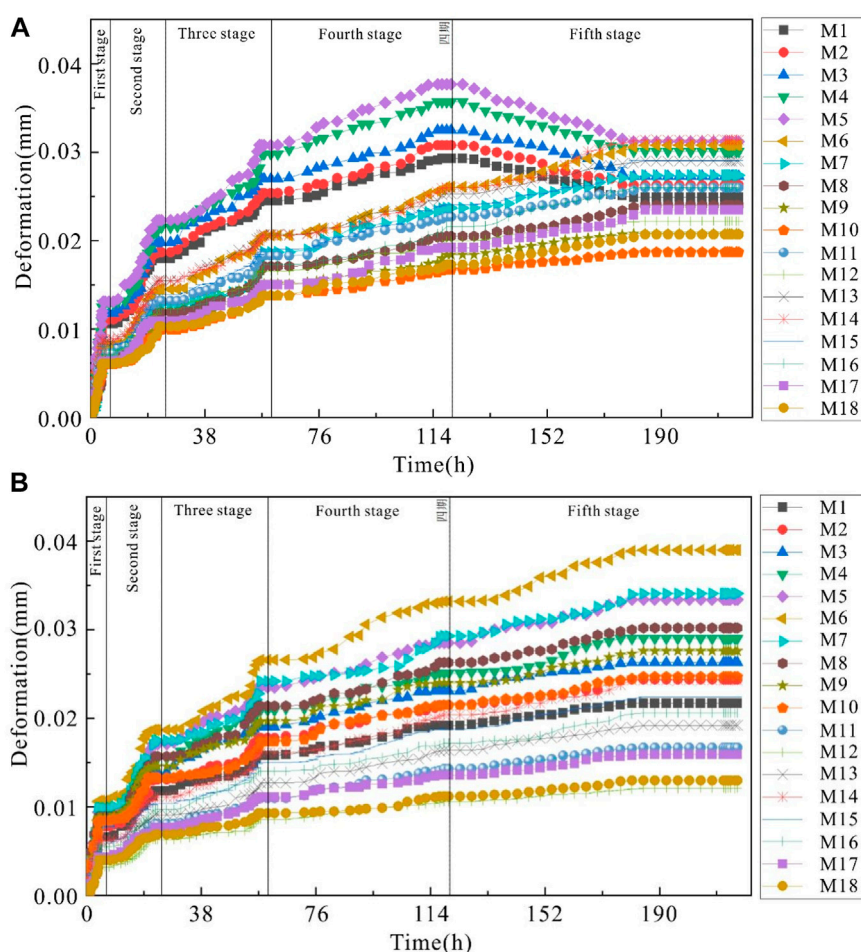 A
First stage
Second stage
Three stage
Fourth stage
Fifth stage
0.04
0.03
0.02
0.01
0.00
Deformation(mm)
0
38
76
114
152
190
Time(h)
M1
M2
M3
M4
M5
M6
M7
M8
M9
M10
M11
M12
M13
M14
M15
M16
M17
M18
B
First stage
Second stage
Three stage
Fourth stage
Fifth stage
0.04
0.03
0.02
0.01
0.00
Deformation(mm)
0
38
76
114
152
190
Time(h)
M1
M2
M3
M4
M5
M6
M7
M8
M9
M10
M11
M12
M13
M14
M15
M16
M17
M18